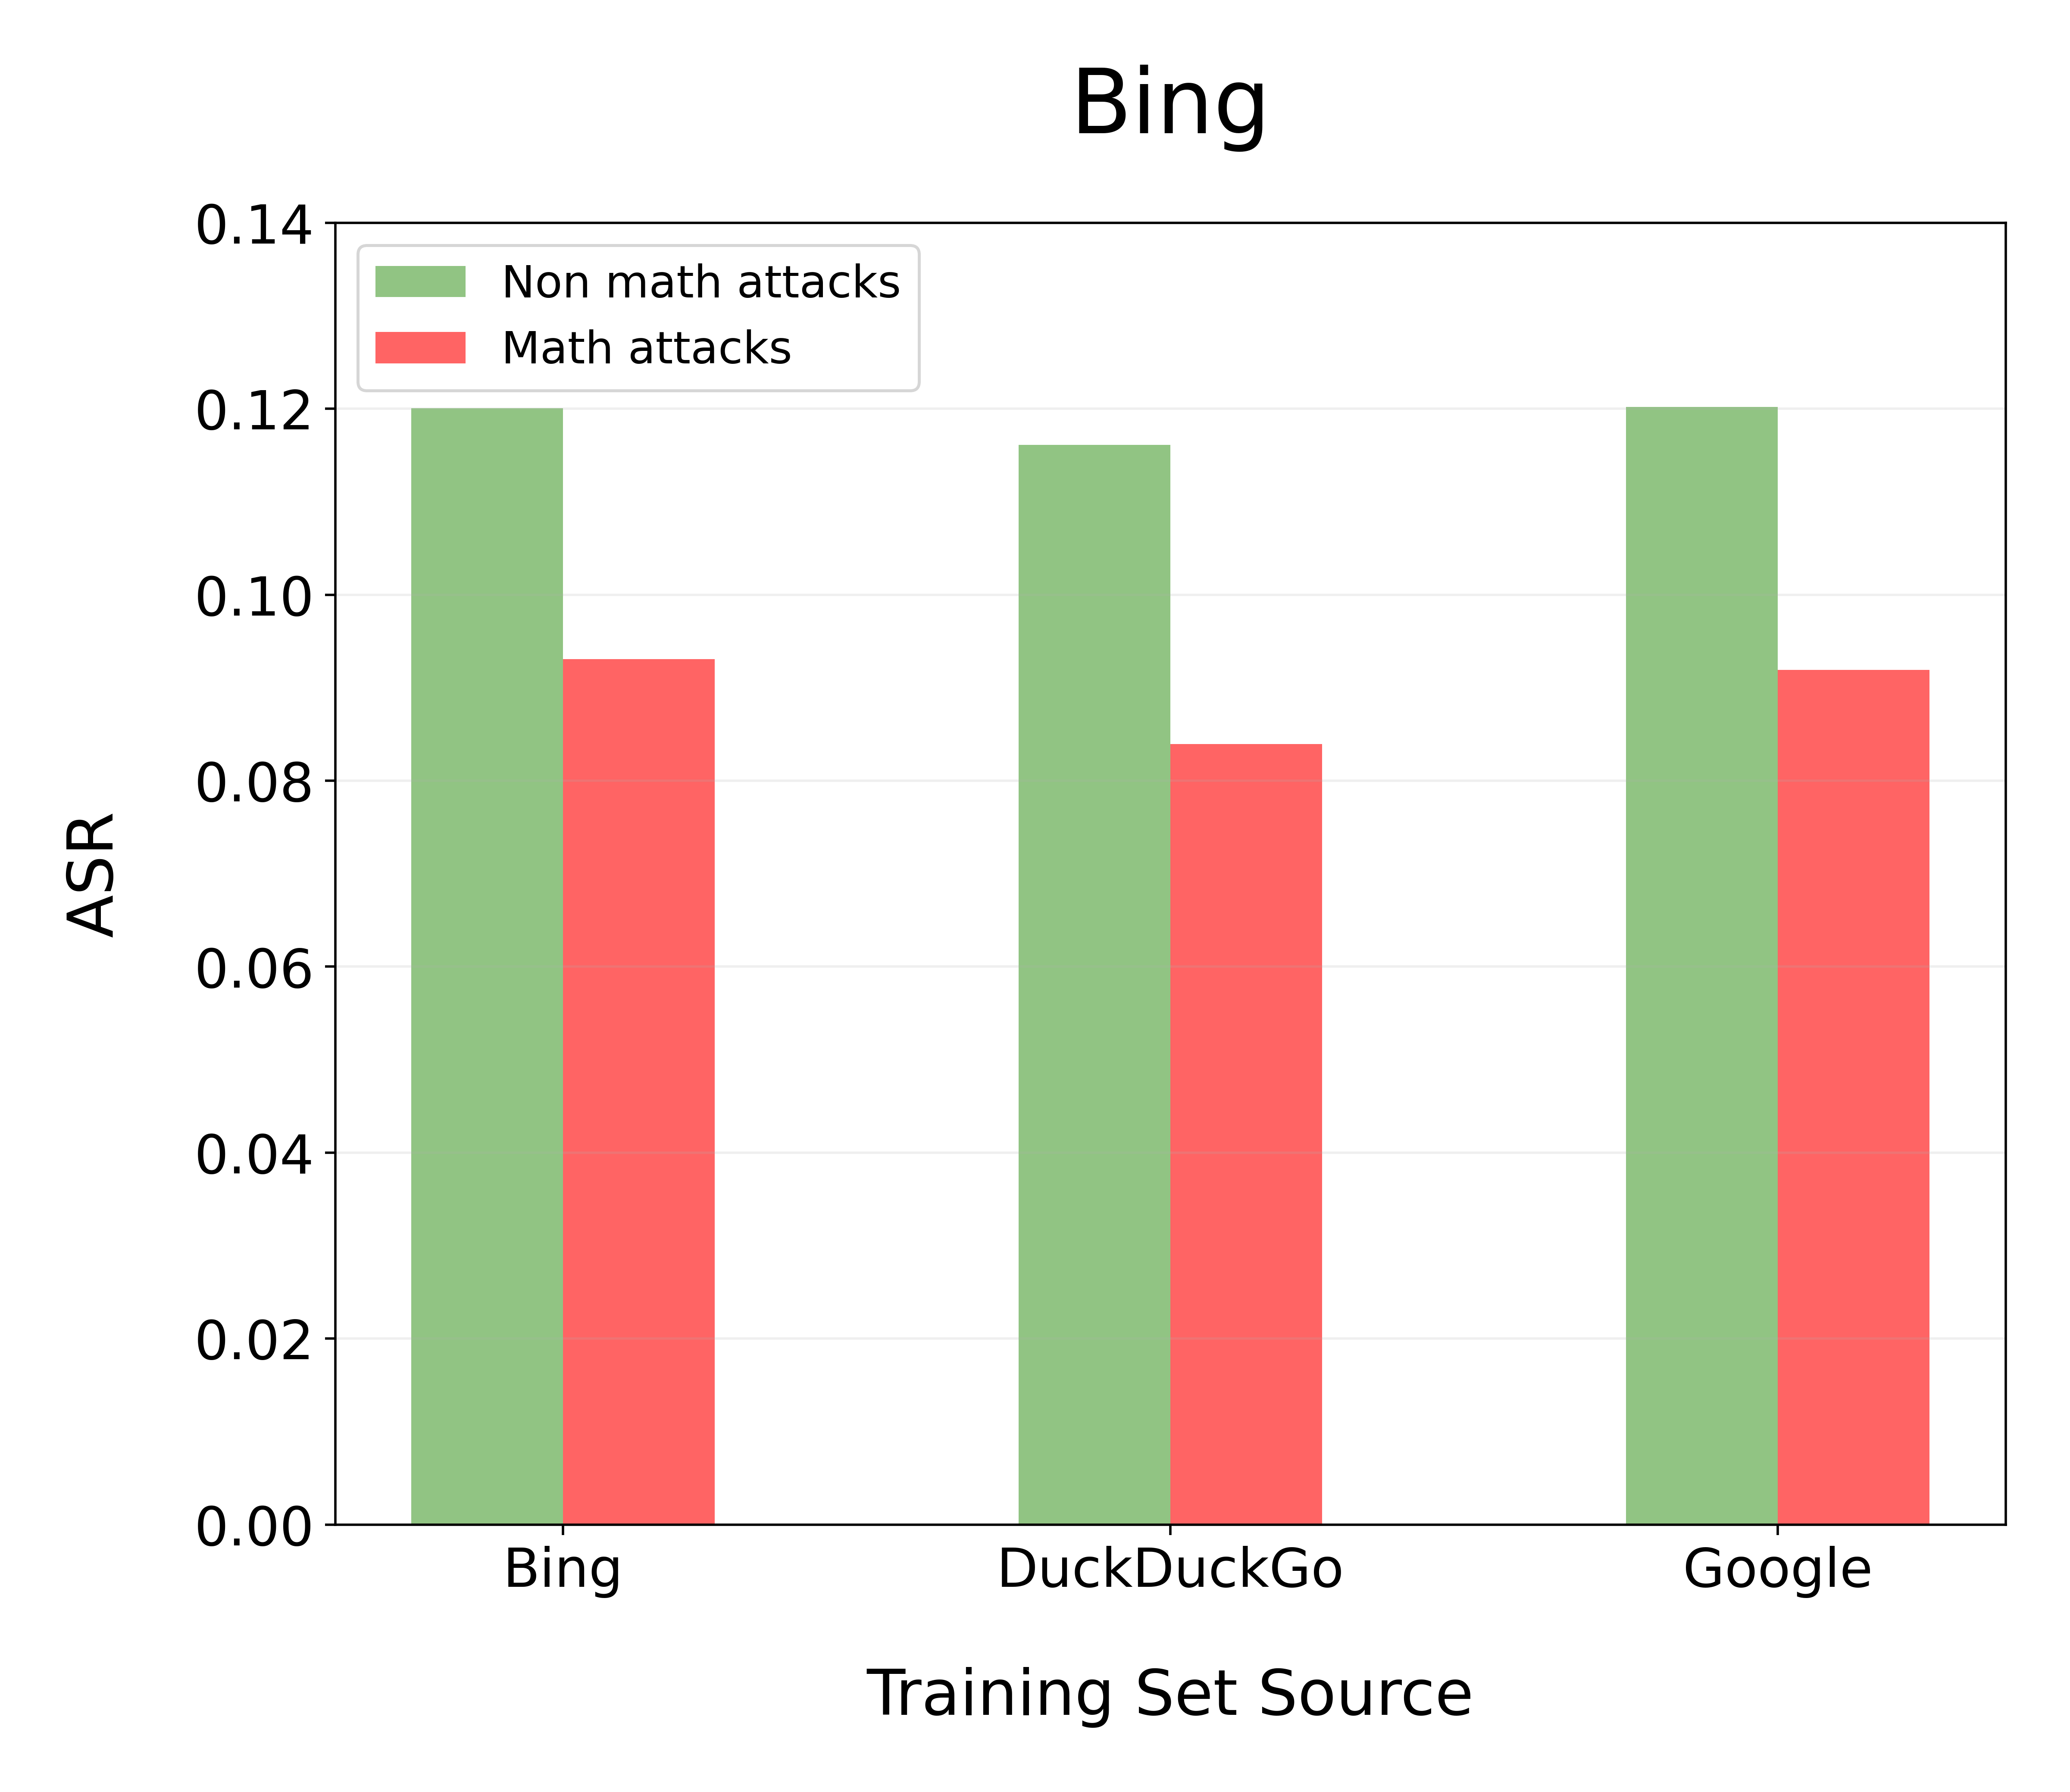 Bing
0.14
0.12
0.10
0.08
0.06
0.04
0.02
0.00
ASR
Non math attacks
Math attacks
Bing DuckDuckGo Google
Training Set Source